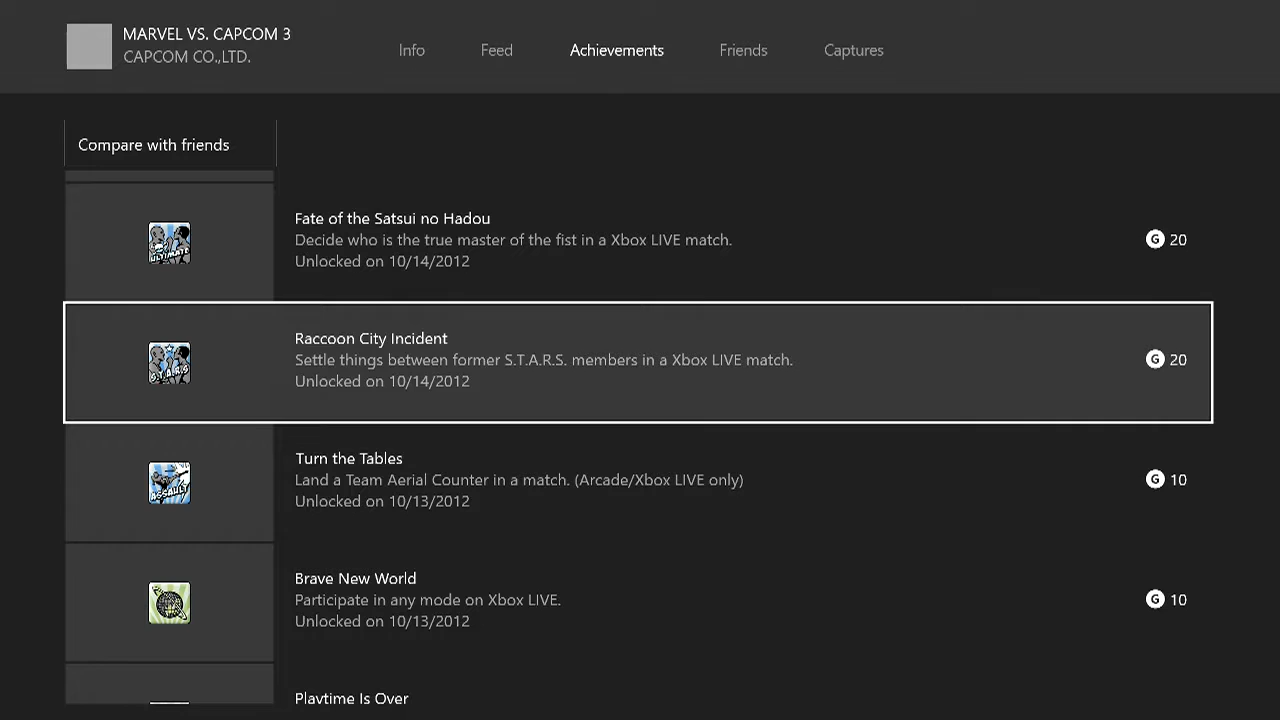 MARVEL VS. CAPCOM 3
CAPCOM CO.,LTD.
Info
Feed
Achievements
Friends
Captures
Compare with friends
ULTIMATE
Fate of the Satsui no Hadou
Decide who is the true master of the fist in a Xbox LIVE match.
Unlocked on 10/14/2012
G 20
S.T.A.R.S
Raccoon City Incident
Settle things between former S.T.A.R.S. members in a Xbox LIVE match.
Unlocked on 10/14/2012
G 20
ASSAULT
Turn the Tables
Land a Team Aerial Counter in a match. (Arcade/Xbox LIVE only)
Unlocked on 10/13/2012
G 10
Brave New World
Participate in any mode on Xbox LIVE.
Unlocked on 10/13/2012
G 10
Playtime Is Over